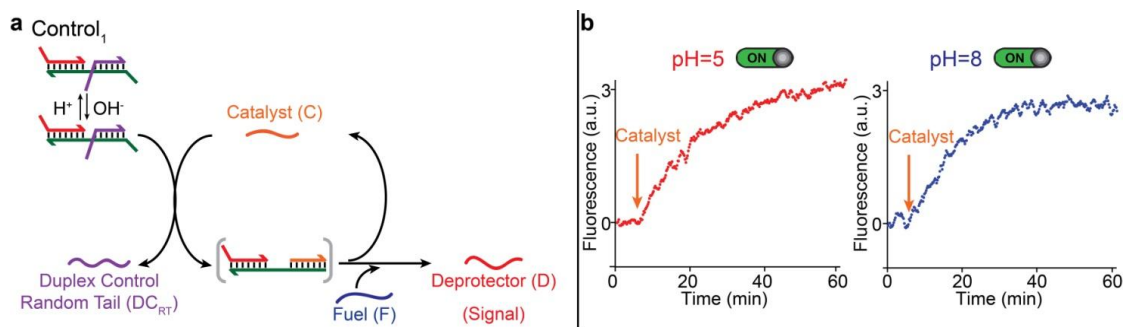 a
Control₁
H⁺ OH⁻
Catalyst (C)
Duplex Control
Random Tail (DC_RT)
Fuel (F)
Deprotector (D)
(Signal)
b
pH=5 ON
Fluorescence (a.u.)
3
0
Catalyst
0 20 40 60
Time (min)
pH=8 ON
Fluorescence (a.u.)
3
0
Catalyst
0 20 40 60
Time (min)